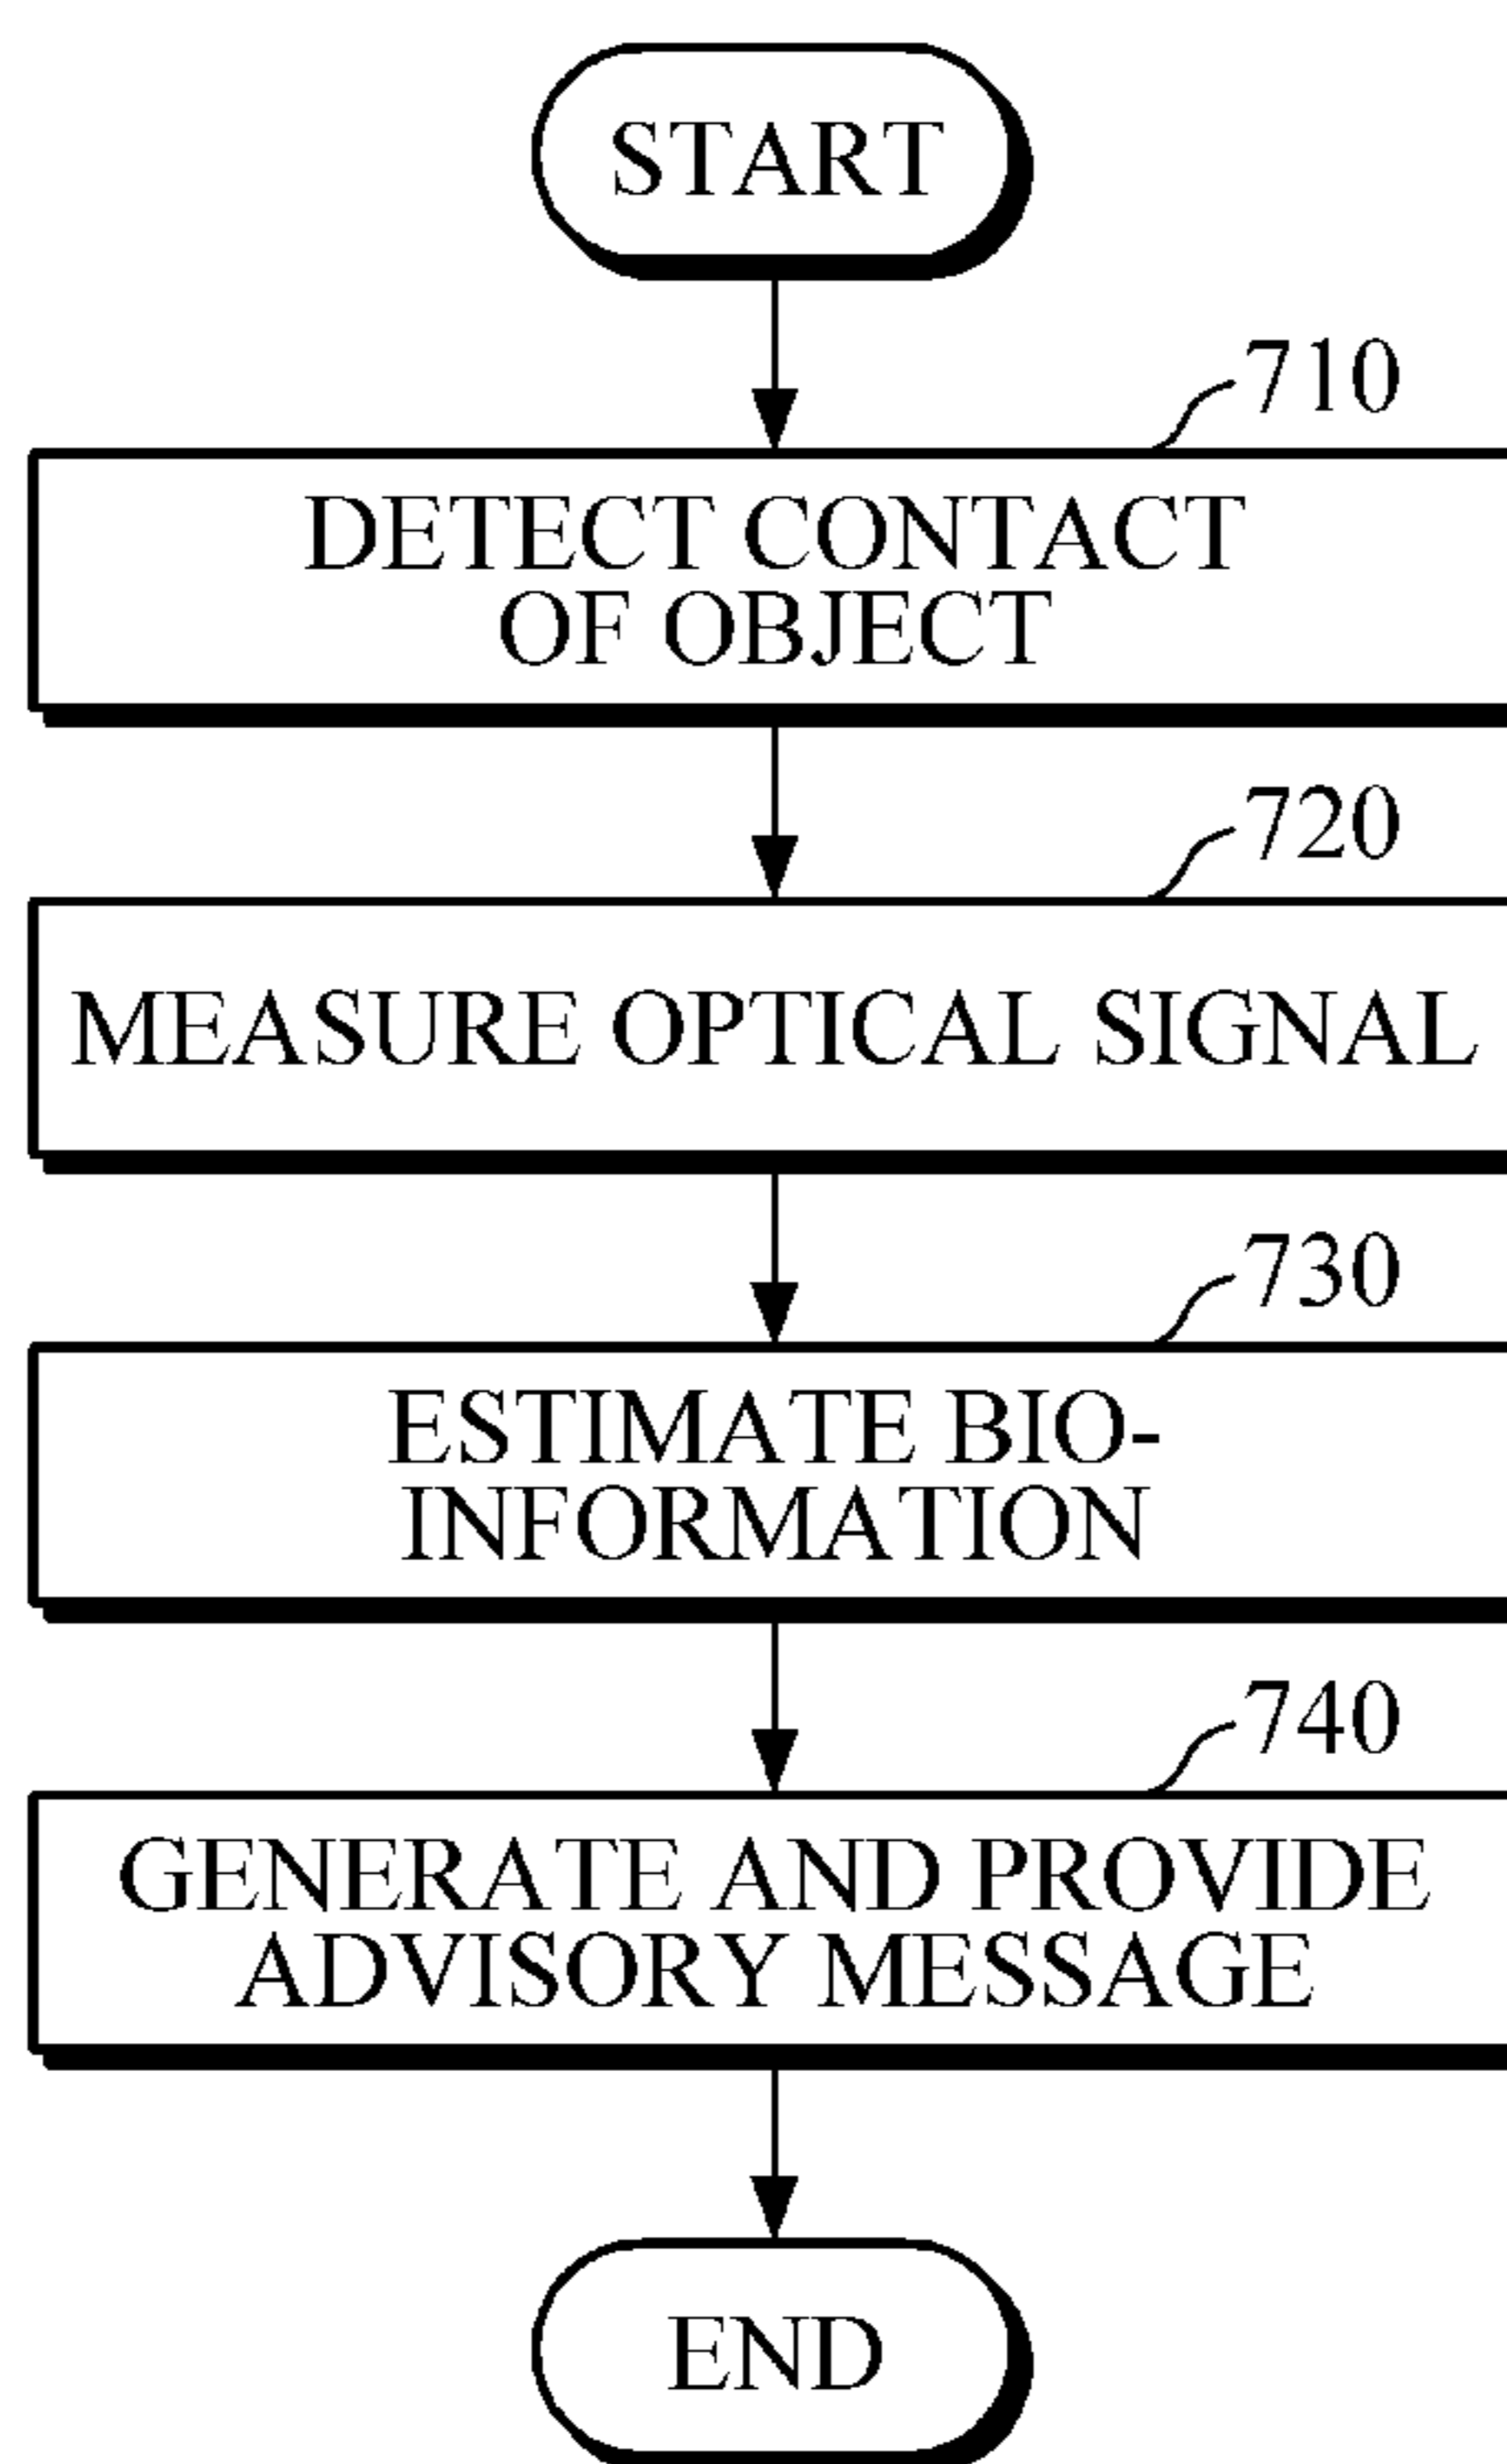 START
710
DETECT CONTACT
OF OBJECT
720
MEASURE OPTICAL SIGNAL
730
ESTIMATE BIO-
INFORMATION
740
GENERATE AND PROVIDE
ADVISORY MESSAGE
END